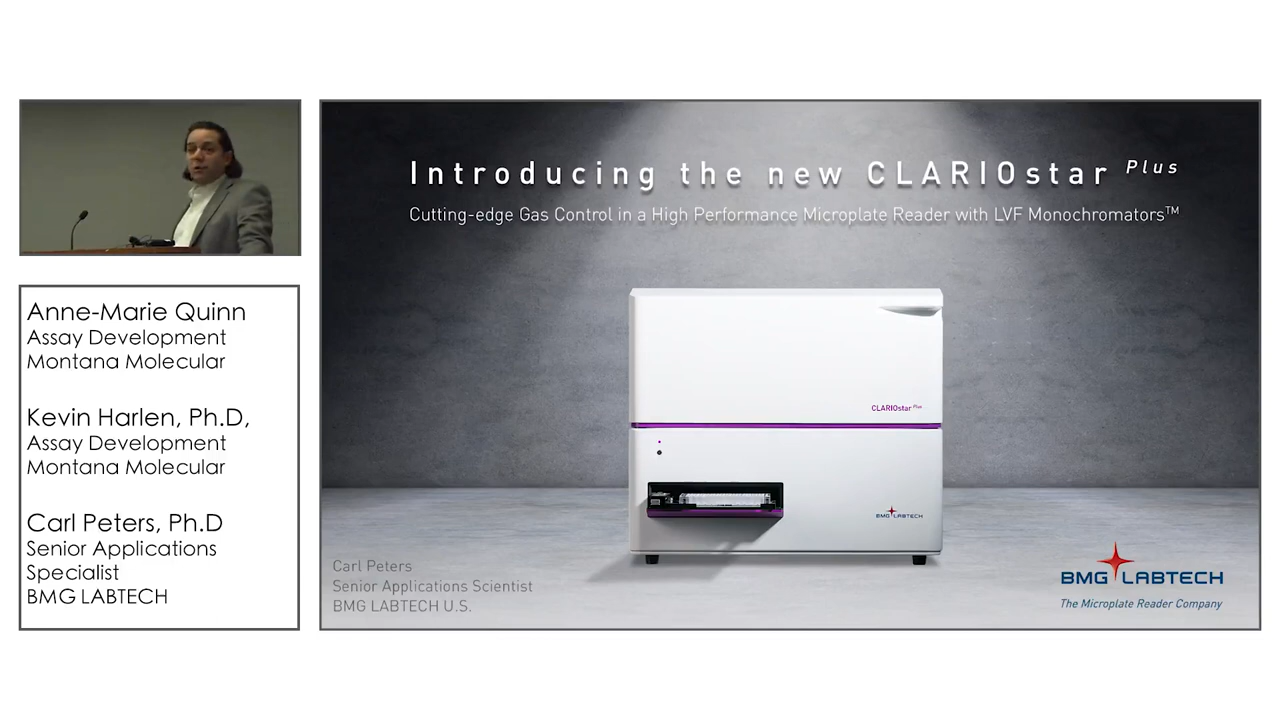 Anne-Marie Quinn
Assay Development
Montana Molecular
Kevin Harlen, Ph.D,
Assay Development
Montana Molecular
Carl Peters, Ph.D
Senior Applications
Specialist
BMG LABTECH
Introducing the new CLARIOstar Plus
Cutting-edge Gas Control in a High Performance Microplate Reader with LVF Monochromators™
CLARIOstar Plus
BMG LABTECH
Carl Peters
Senior Applications Scientist
BMG LABTECH U.S.
BMG LABTECH
The Microplate Reader Company